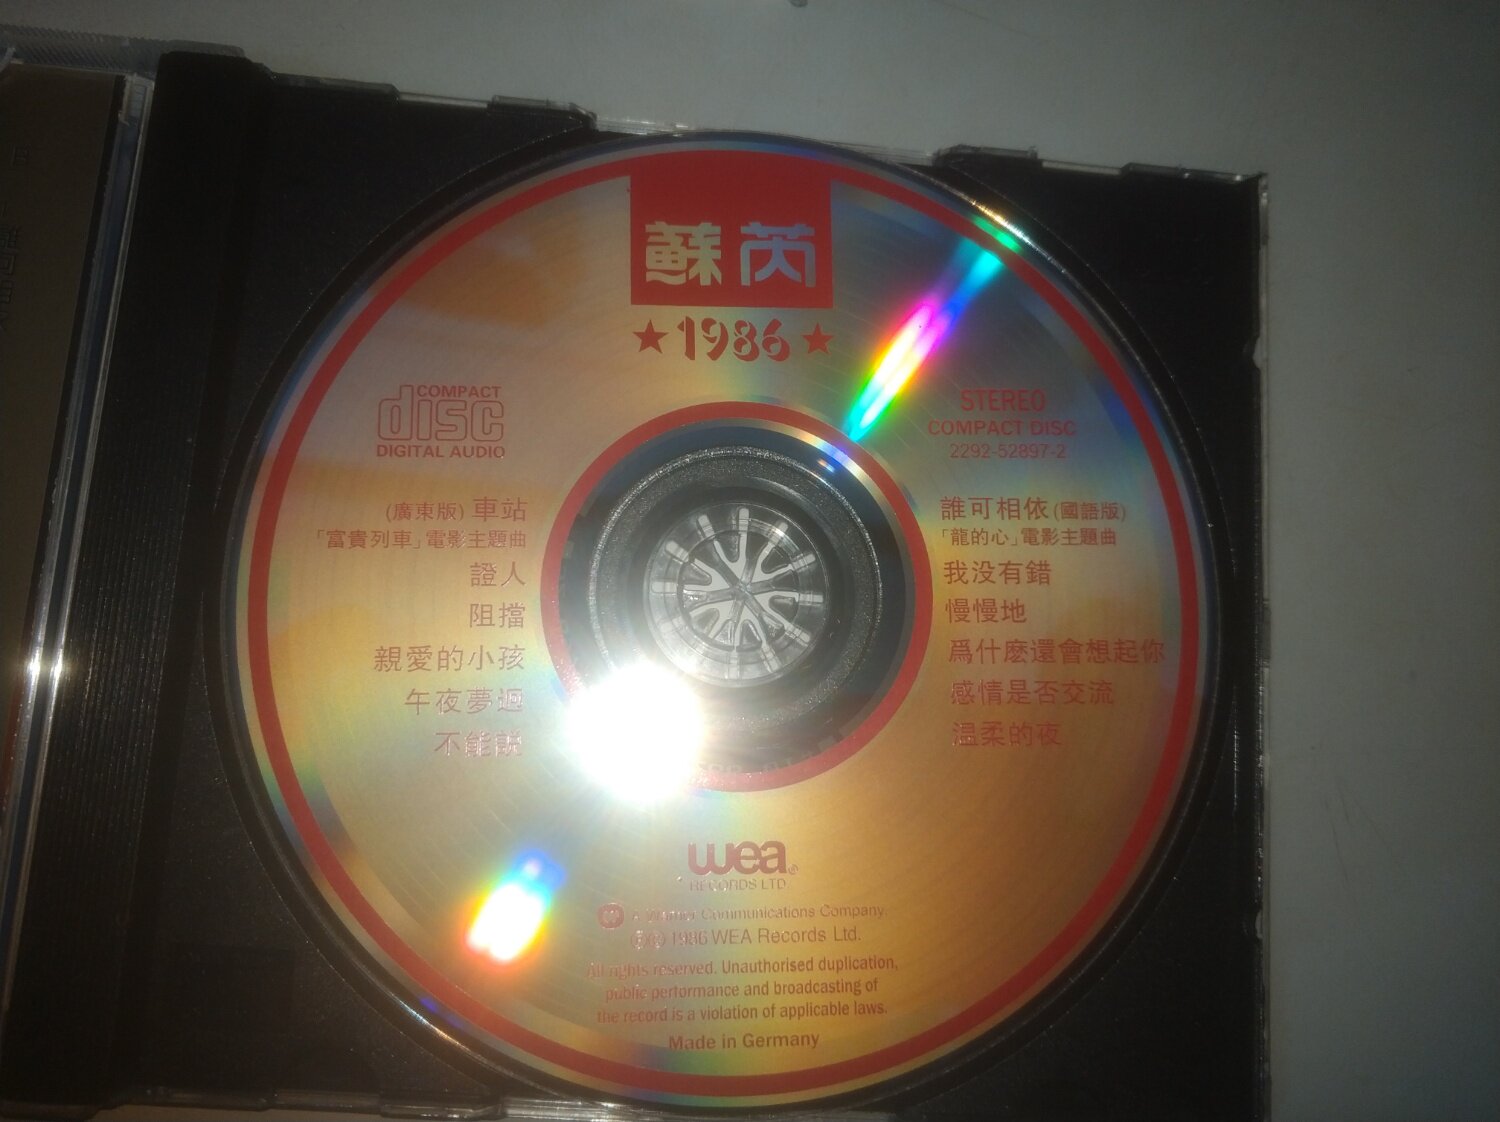 蘇芮
★1986★
COMPACT
disc
DIGITAL AUDIO
STEREO
COMPACT DISC
2292-52897-2
(廣東版) 車站
「富貴列車」電影主題曲
證人
阻擋
親愛的小孩
午夜夢迴
不能説
誰可相依(國語版)
「龍的心」電影主題曲
我没有錯
慢慢地
爲什麽還會想起你
感情是否交流
温柔的夜
wea®
RECORDS LTD.
A Warner Communications Company.
Ⓟ© 1986 WEA Records Ltd.
All rights reserved. Unauthorised duplication,
public performance and broadcasting of
the record is a violation of applicable laws.
Made in Germany